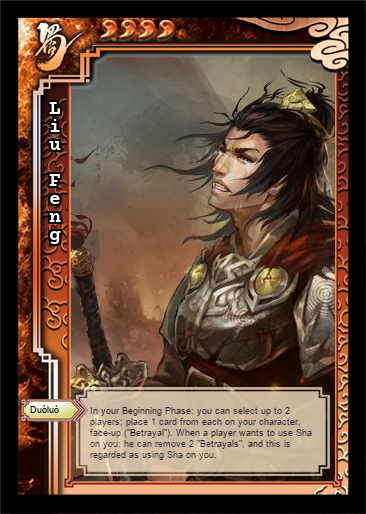 蜀
Liu Feng
Duòluò
In your Beginning Phase: you can select up to 2
players; place 1 card from each on your character,
face-up ("Betrayal"). When a player wants to use Sha
on you: he can remove 2 "Betrayals", and this is
regarded as using Sha on you.